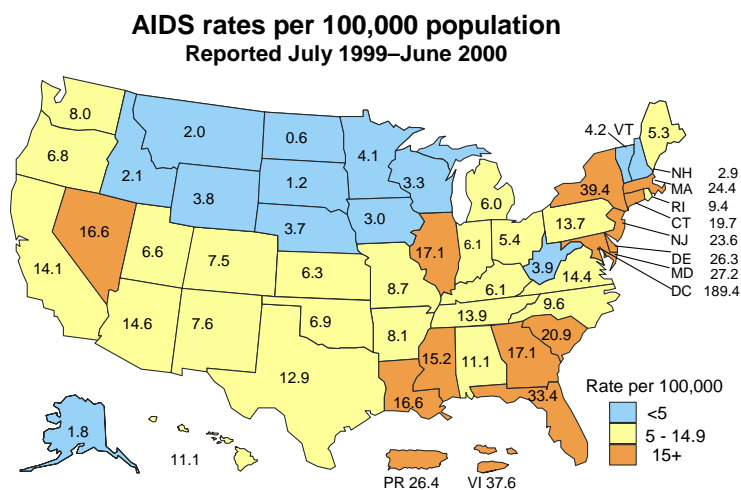 AIDS rates per 100,000 population
Reported July 1999–June 2000
8.0
2.0
0.6
4.1
4.2 VT
5.3
6.8
2.1
3.8
1.2
3.3
6.0
39.4
NH 2.9
MA 24.4
RI 9.4
CT 19.7
NJ 23.6
DE 26.3
MD 27.2
DC 189.4
16.6
6.6
7.5
3.7
3.0
17.1
6.1
5.4
13.7
14.1
6.3
8.7
6.1
3.9
14.4
14.6
7.6
6.9
8.1
13.9
9.6
12.9
16.6
15.2
11.1
17.1
20.9
33.4
Rate per 100,000
<5
5 - 14.9
15+
1.8
11.1
PR 26.4
VI 37.6